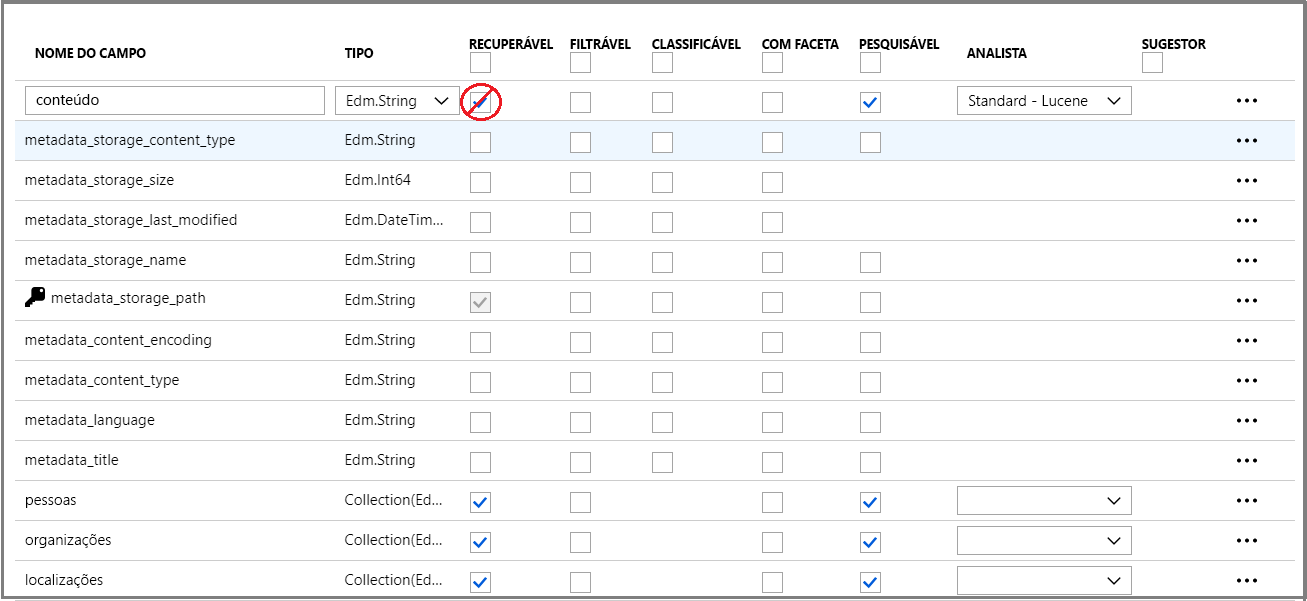 NOME DO CAMPO TIPO RECUPERÁVEL FILTRÁVEL CLASSIFICÁVEL COM FACETA PESQUISÁVEL ANALISTA SUGESTOR
conteúdo Edm.String Standard - Lucene
metadata_storage_content_type Edm.String
metadata_storage_size Edm.Int64
metadata_storage_last_modified Edm.DateTim...
metadata_storage_name Edm.String
metadata_storage_path Edm.String
metadata_content_encoding Edm.String
metadata_content_type Edm.String
metadata_language Edm.String
metadata_title Edm.String
pessoas Collection(Ed...
organizações Collection(Ed...
localizações Collection(Ed...